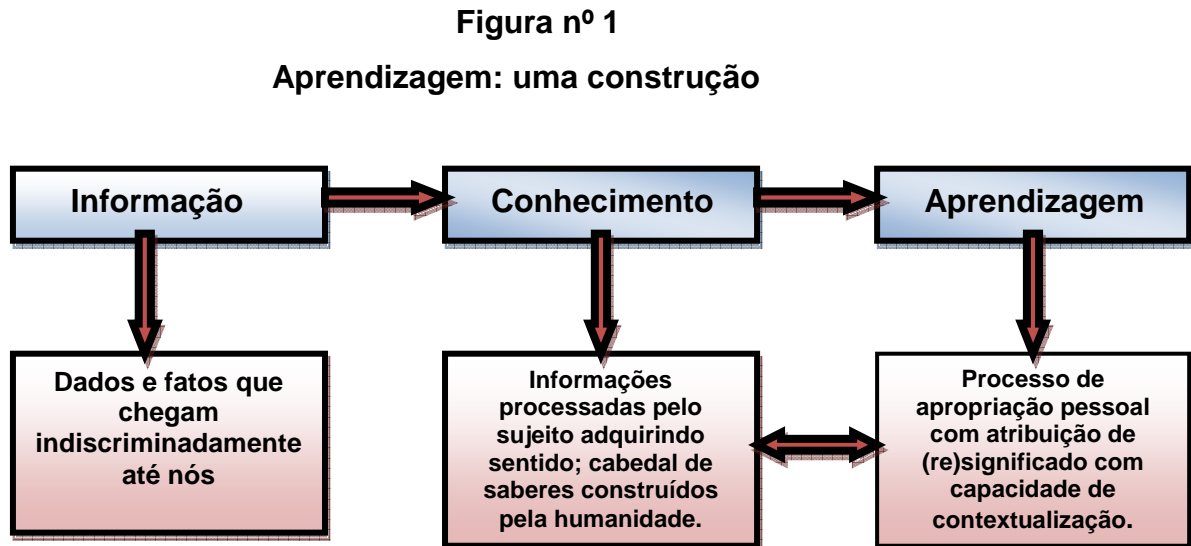 Figura nº 1
Aprendizagem: uma construção
Informação
Conhecimento
Aprendizagem
Dados e fatos que
chegam
indiscriminadamente
até nós
Informações
processadas pelo
sujeito adquirindo
sentido; cabedal de
saberes construídos
pela humanidade.
Processo de
apropriação pessoal
com atribuição de
(re)significado com
capacidade de
contextualização.